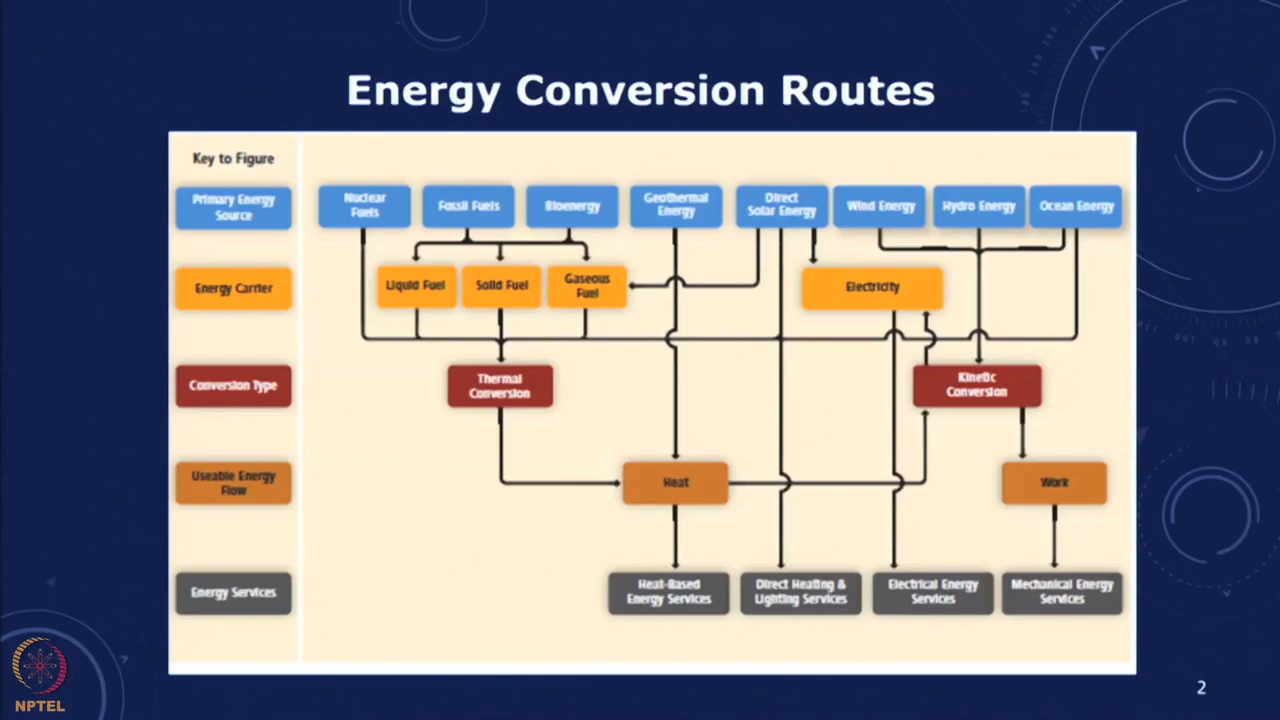 Energy Conversion Routes
Key to Figure
Primary Energy
Source
Energy Carrier
Conversion Type
Useable Energy
Flow
Energy Services
Nuclear
Fuels
Fossil Fuels
Bioenergy
Geothermal
Energy
Direct
Solar Energy
Wind Energy
Hydro Energy
Ocean Energy
Liquid Fuel
Solid Fuel
Gaseous
Fuel
Electricity
Thermal
Conversion
Kinetic
Conversion
Heat
Work
Heat-Based
Energy Services
Direct Heating &
Lighting Services
Electrical Energy
Services
Mechanical Energy
Services
NPTEL
2